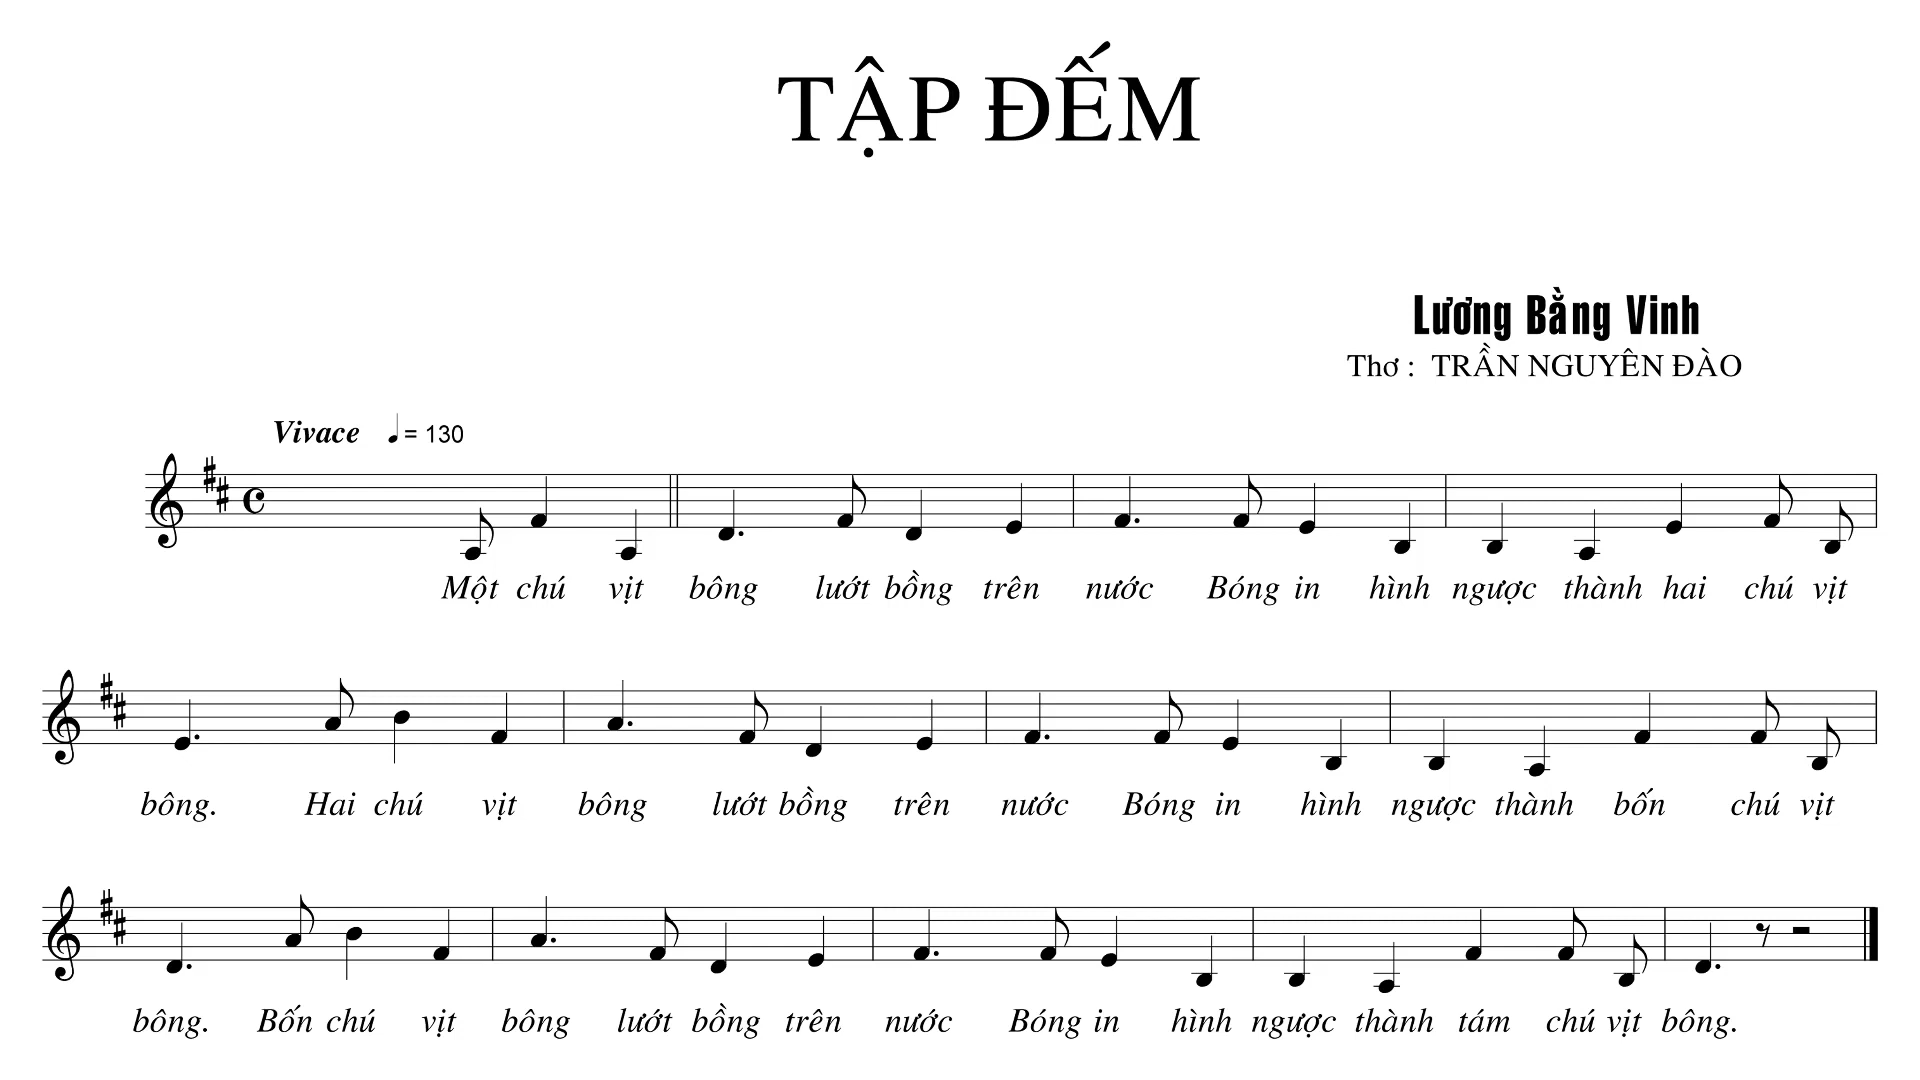 TẬP ĐẾM
Lương Bằng Vinh
Thơ : TRẦN NGUYÊN ĐÀO
Vivace ♩= 130
Một chú vịt bông lướt bồng trên nước Bóng in hình ngược thành hai chú vịt
bông. Hai chú vịt bông lướt bồng trên nước Bóng in hình ngược thành bốn chú vịt
bông. Bốn chú vịt bông lướt bồng trên nước Bóng in hình ngược thành tám chú vịt bông.